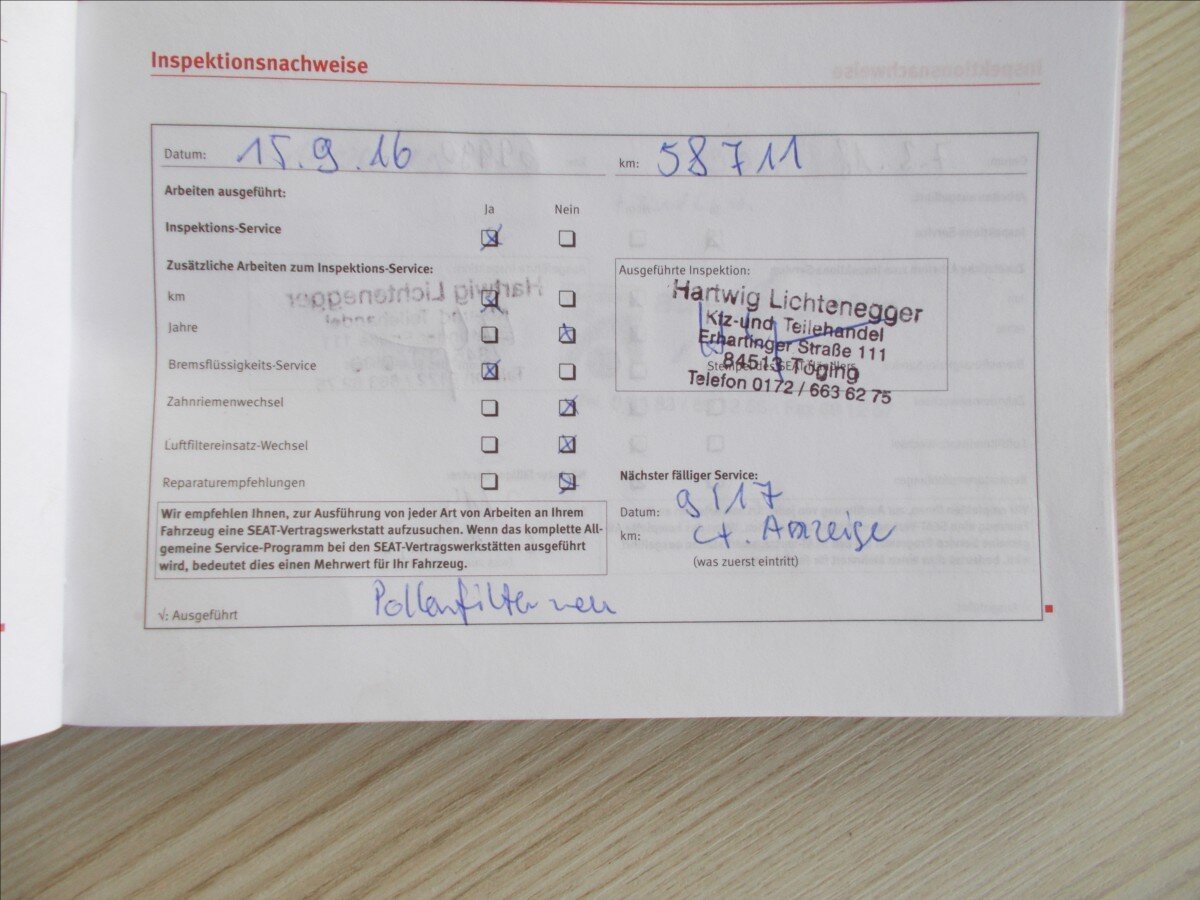 Inspektionsnachweise
Datum: 15.9.16 km: 58711
Arbeiten ausgeführt:
Ja Nein
Inspektions-Service
Zusätzliche Arbeiten zum Inspektions-Service:
km
Jahre
Bremsflüssigkeits-Service
Zahnriemenwechsel
Luftfiltereinsatz-Wechsel
Reparaturempfehlungen
Wir empfehlen Ihnen, zur Ausführung von jeder Art von Arbeiten an Ihrem
Fahrzeug eine SEAT-Vertragswerkstatt aufzusuchen. Wenn das komplette All-
gemeine Service-Programm bei den SEAT-Vertragswerkstätten ausgeführt
wird, bedeutet dies einen Mehrwert für Ihr Fahrzeug.
√: Ausgeführt
Pollenfilter neu
Ausgeführte Inspektion:
Hartwig Lichtenegger
Kfz-und Teilehandel
Erhartinger Straße 111
84513 Töging
Stempel des SEAT-Händlers
Telefon 0172 / 663 62 75
Nächster fälliger Service:
Datum: 9/17
km: lt. Anzeige
(was zuerst eintritt)